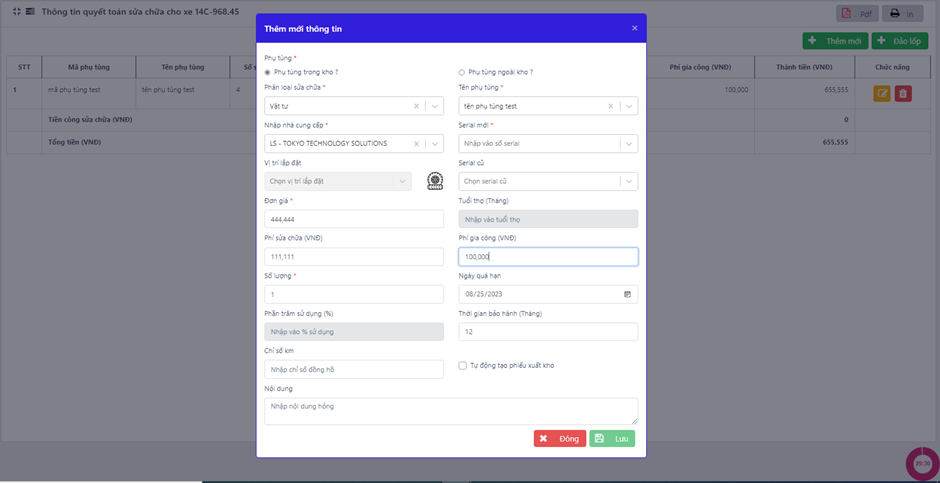 Thông tin quyết toán sửa chữa cho xe 14C-968.45
Pdf
In
Thêm mới
Đảo lốp
STT
Mã phụ tùng
Tên phụ tùng
Phí gia công (VNĐ)
Thành tiền (VNĐ)
Chức năng
1
mã phụ tùng test
tên phụ tùng test
4
100,000
655,555
Tiền công sửa chữa (VNĐ)
0
Tổng tiền (VNĐ)
655,555
Thêm mới thông tin
×
Phụ tùng *
Phụ tùng trong kho ?
Phụ tùng ngoài kho ?
Phân loại sửa chữa *
Tên phụ tùng *
Vật tư
tên phụ tùng test
Nhập nhà cung cấp *
Serial mới *
LS - TOKYO TECHNOLOGY SOLUTIONS
Nhập vào số serial
Vị trí lắp đặt
Serial cũ
Chọn vị trí lắp đặt
Chọn serial cũ
Đơn giá *
Tuổi thọ (Tháng)
444,444
Nhập vào tuổi thọ
Phí sửa chữa (VNĐ)
Phí gia công (VNĐ)
111,111
100,000
Số lượng *
Ngày quá hạn
1
08/25/2023
Phần trăm sử dụng (%)
Thời gian bảo hành (Tháng)
Nhập vào % sử dụng
12
Chỉ số km
Nhập chỉ số đồng hồ
Tự động tạo phiếu xuất kho
Nội dung
Nhập nội dung hỏng
Đóng
Lưu
29:30